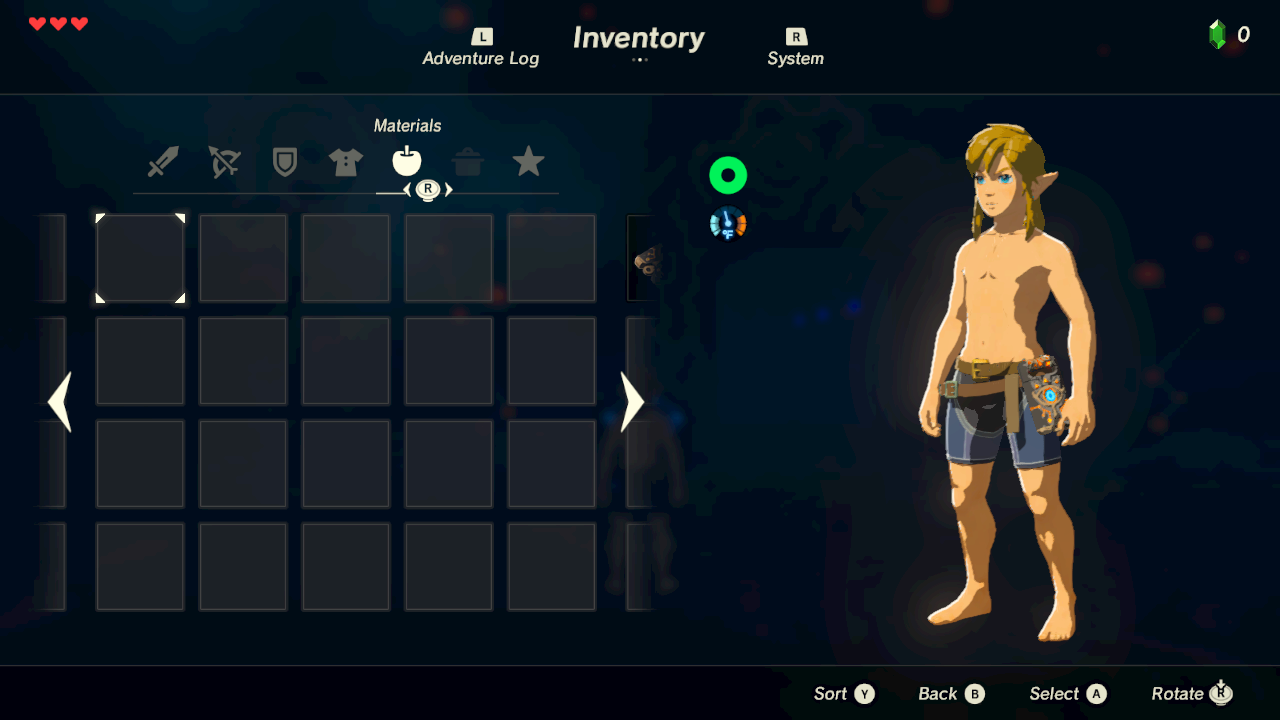 L
Inventory
R
0
Adventure Log
System
Materials
R
°F
Sort Y
Back B
Select A
Rotate R